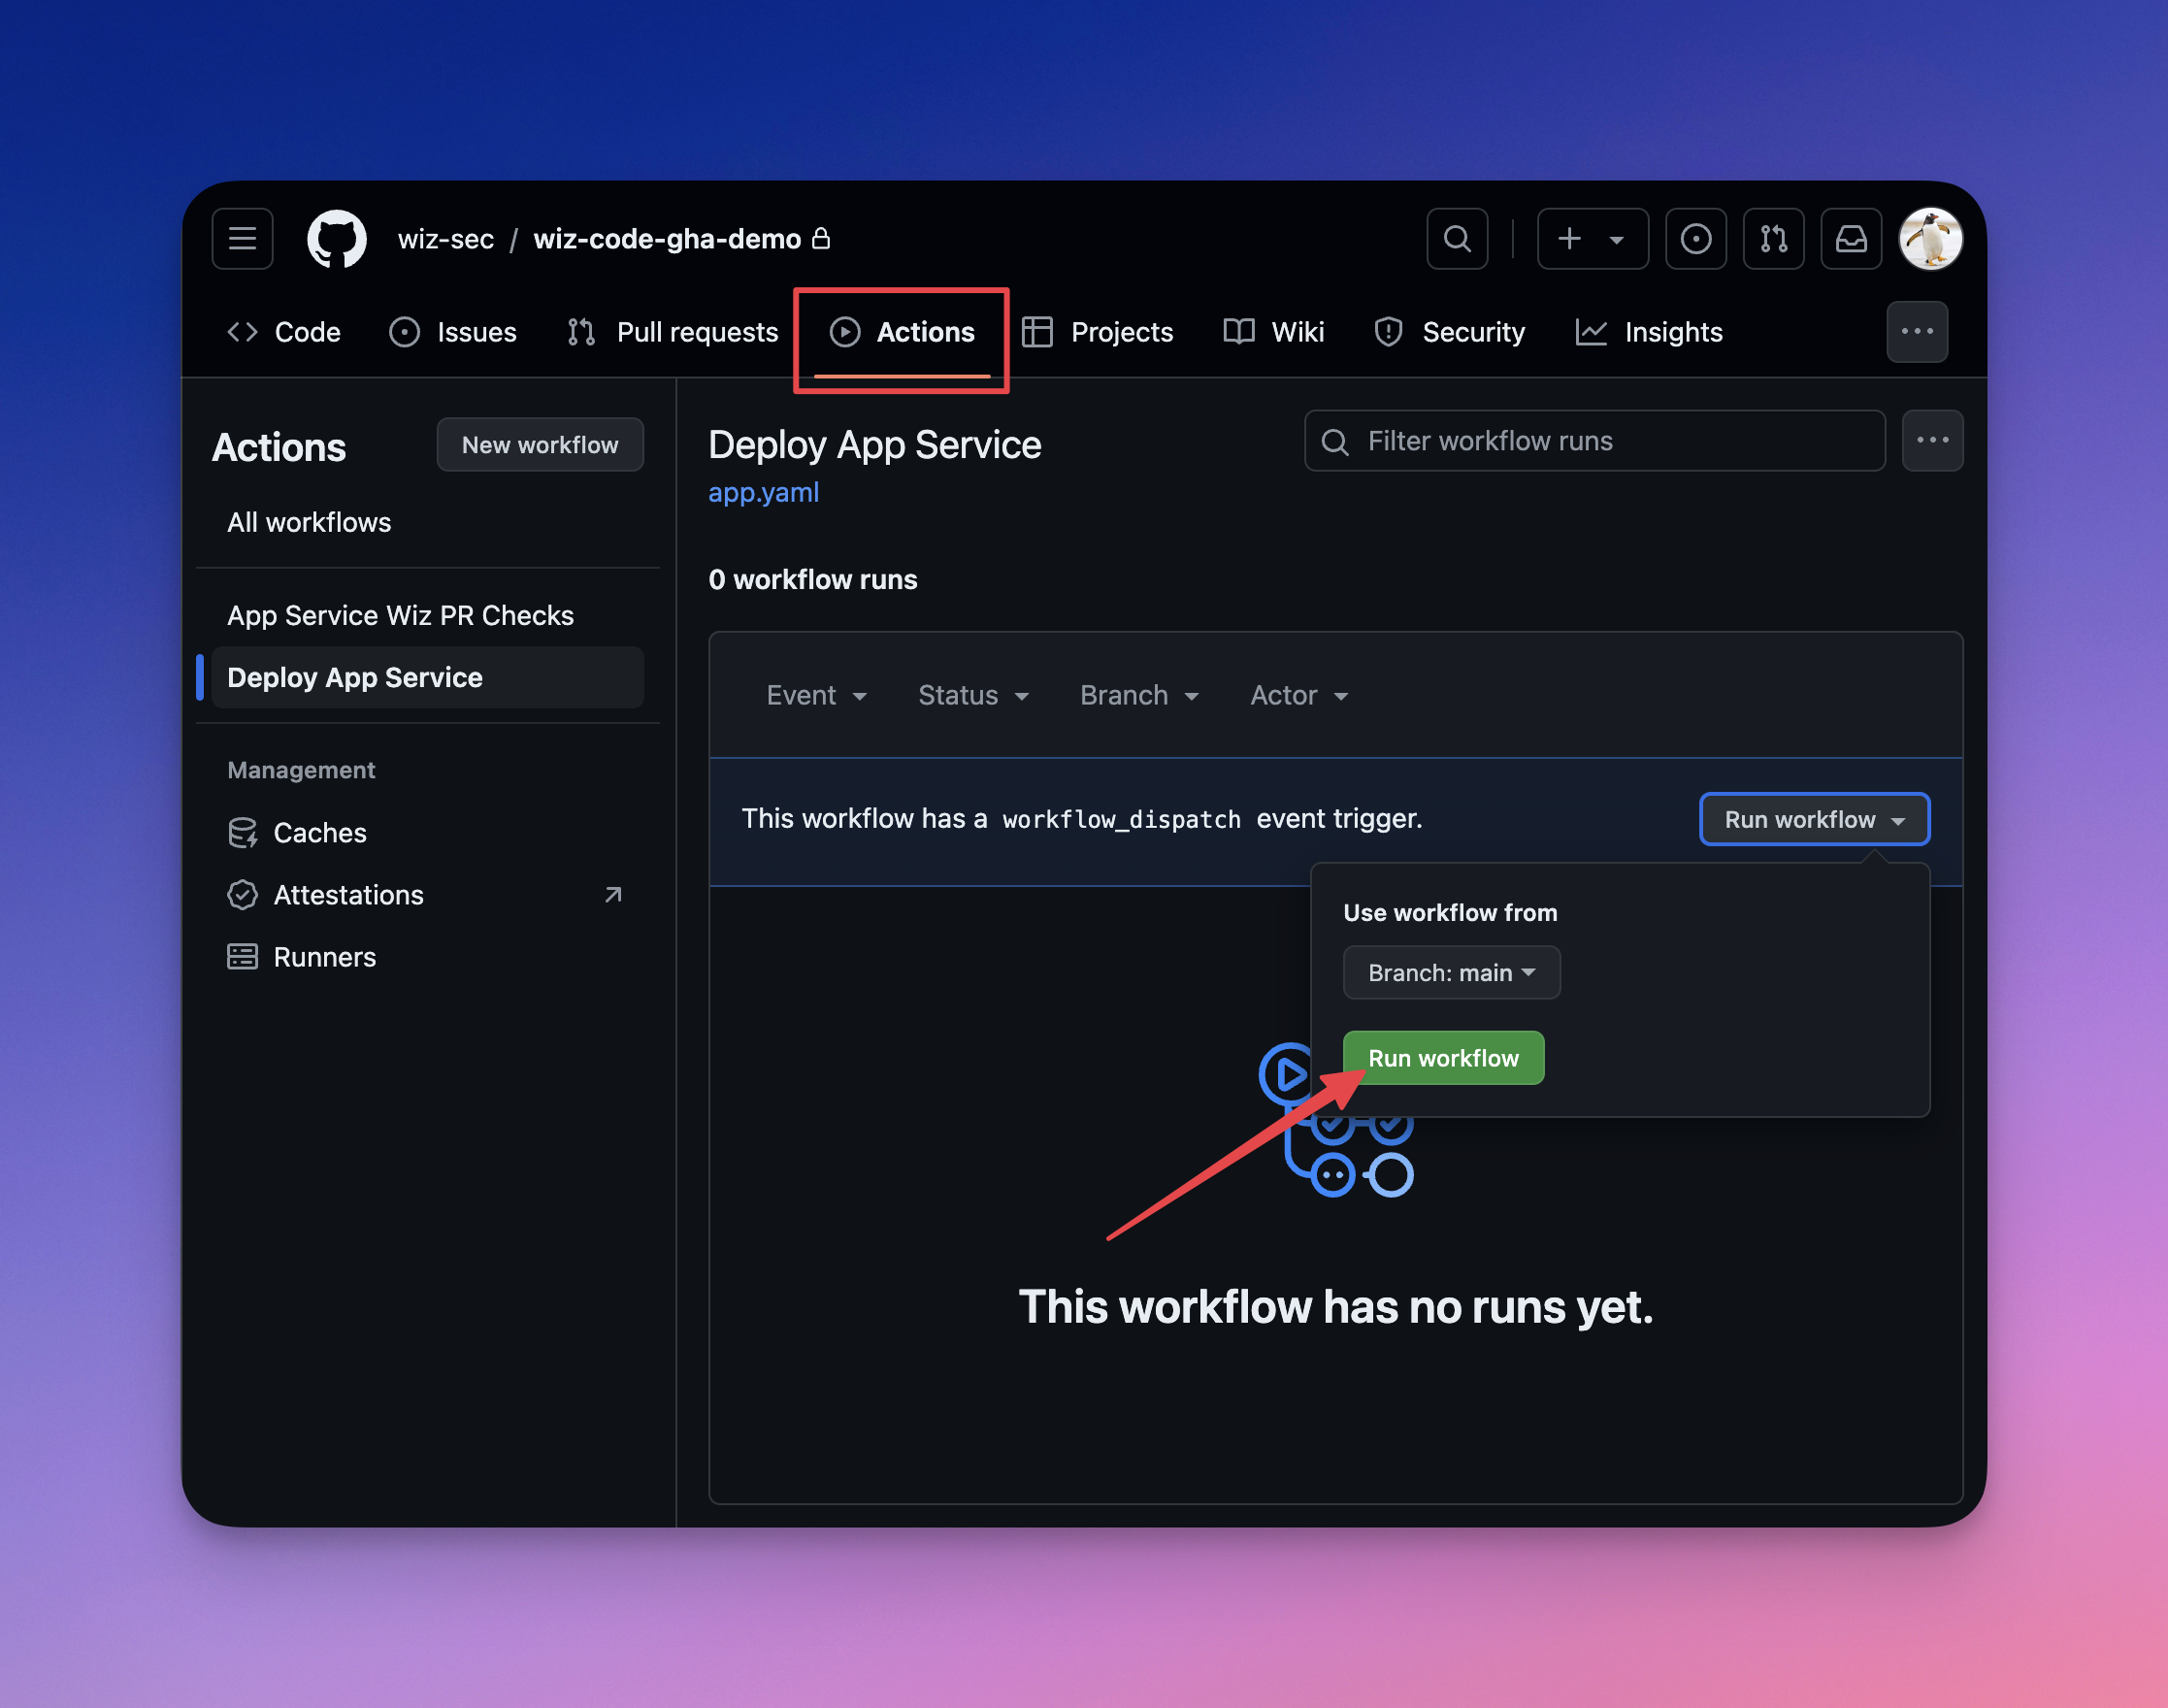 wiz-sec / wiz-code-gha-demo
Code Issues Pull requests Actions Projects Wiki Security Insights
Actions
New workflow
All workflows
App Service Wiz PR Checks
Deploy App Service
Management
Caches
Attestations
Runners
Deploy App Service
app.yaml
Filter workflow runs
0 workflow runs
Event Status Branch Actor
This workflow has a workflow_dispatch event trigger.
Run workflow
Use workflow from
Branch: main
Run workflow
This workflow has no runs yet.